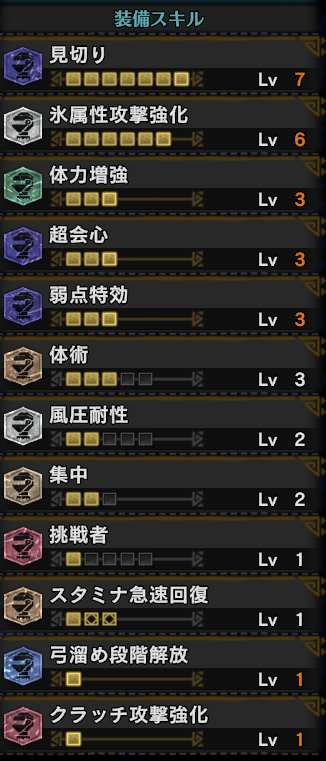 装備スキル
見切り
Lv 7
氷属性攻撃強化
Lv 6
体力増強
Lv 3
超会心
Lv 3
弱点特効
Lv 3
体術
Lv 3
風圧耐性
Lv 2
集中
Lv 2
挑戦者
Lv 1
スタミナ急速回復
Lv 1
弓溜め段階解放
Lv 1
クラッチ攻撃強化
Lv 1